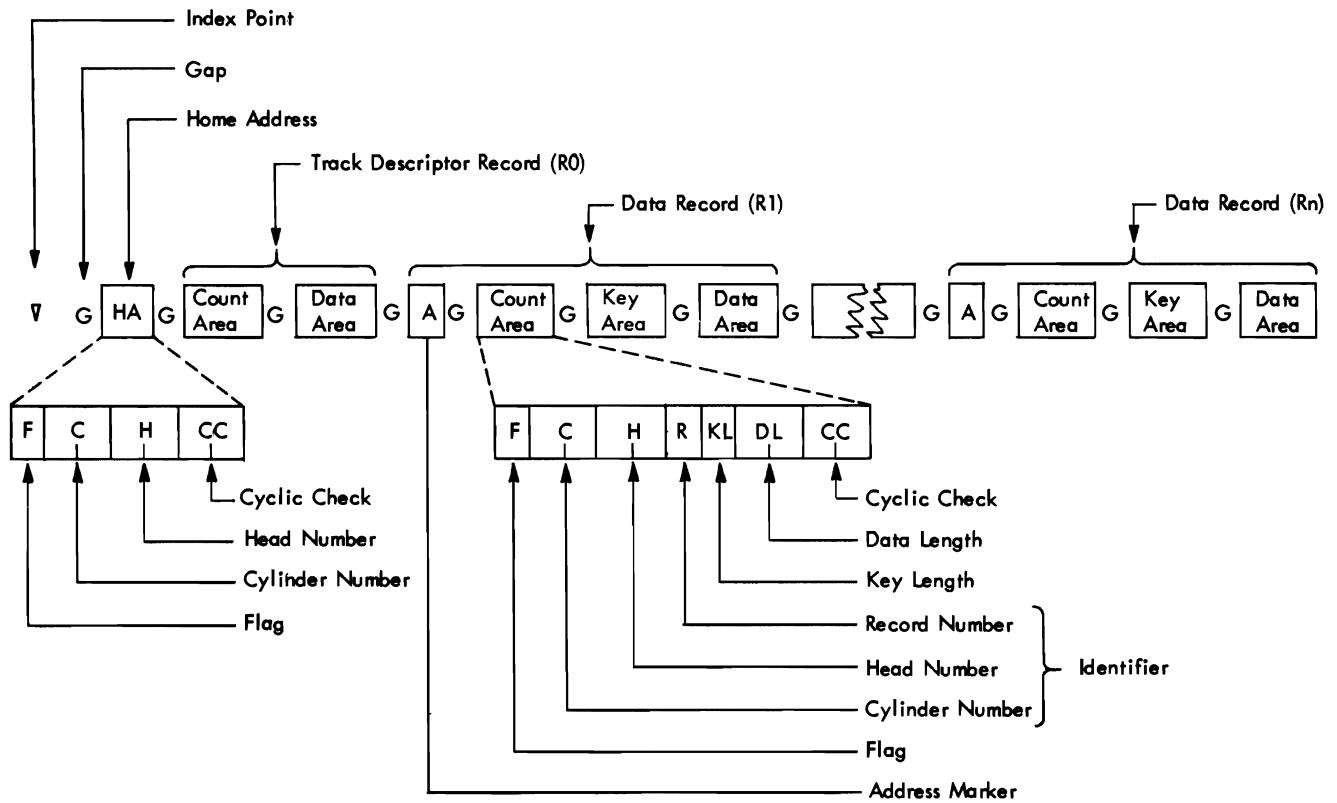 Index Point
Gap
Home Address
Track Descriptor Record (R0)
Data Record (R1)
Data Record (Rn)
G HA G Count Area G Data Area G A G Count Area G Key Area G Data Area G G A G Count Area G Key Area G Data Area
F C H CC
F C H R KL DL CC
Cyclic Check
Head Number
Cylinder Number
Flag
Cyclic Check
Data Length
Key Length
Record Number
Head Number
Identifier
Cylinder Number
Flag
Address Marker